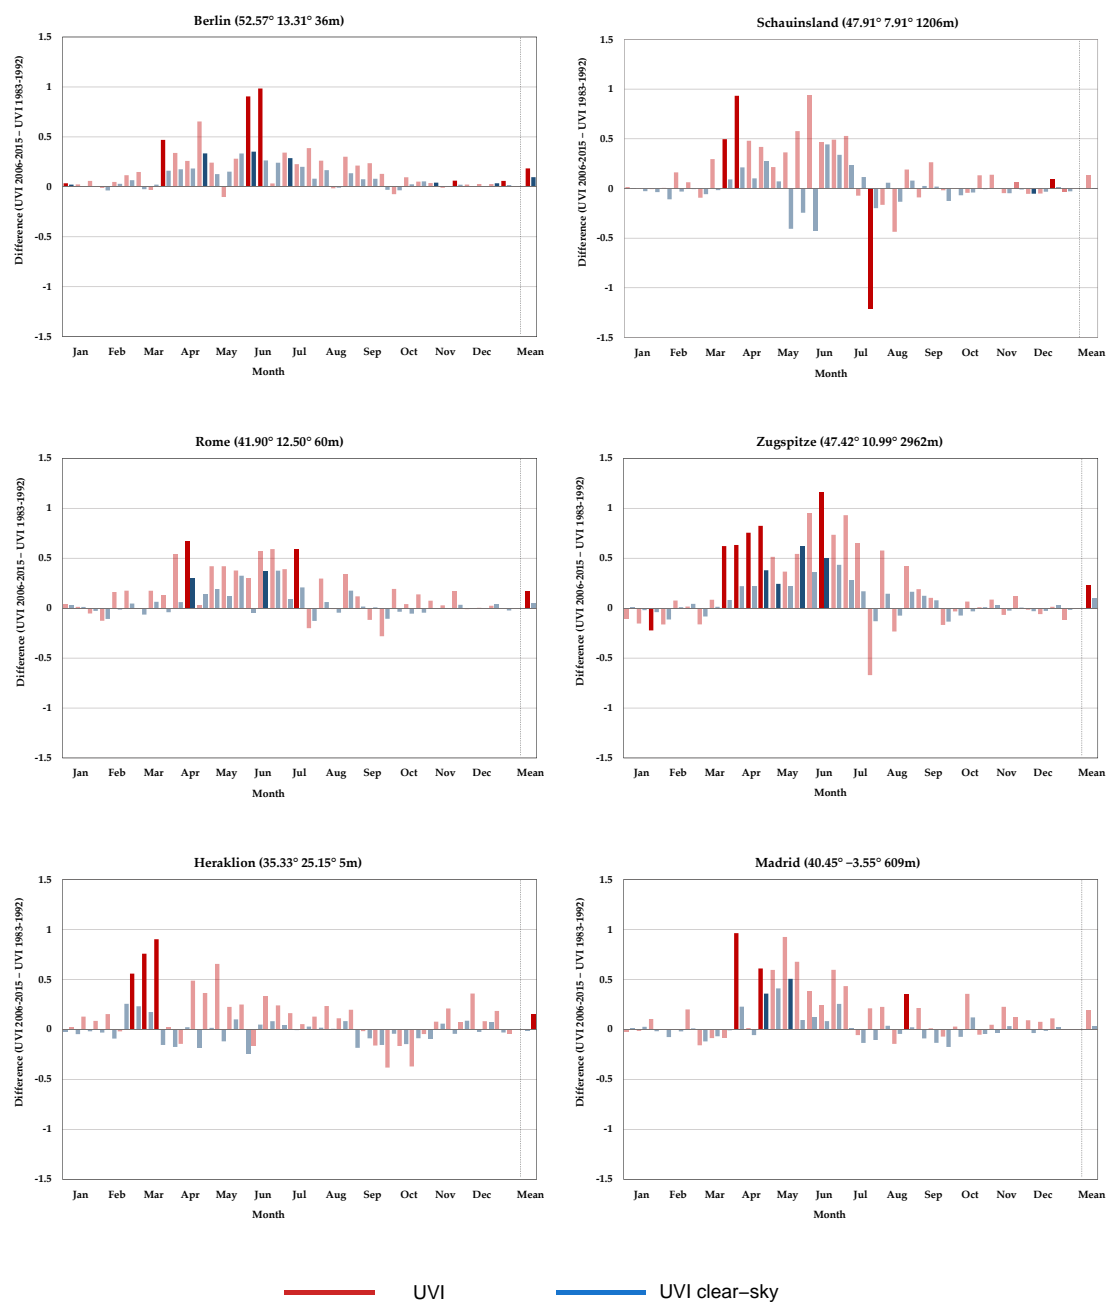 Berlin (52.57° 13.31° 36m)
Difference (UVI 2006-2015 – UVI 1983-1992)
1.5
1
0.5
0
-0.5
-1
-1.5
Jan Feb Mar Apr May Jun Jul Aug Sep Oct Nov Dec Mean
Month
Schauinsland (47.91° 7.91° 1206m)
Difference (UVI 2006-2015 – UVI 1983-1992)
1.5
1
0.5
0
-0.5
-1
-1.5
Jan Feb Mar Apr May Jun Jul Aug Sep Oct Nov Dec Mean
Month
Rome (41.90° 12.50° 60m)
Difference (UVI 2006-2015 – UVI 1983-1992)
1.5
1
0.5
0
-0.5
-1
-1.5
Jan Feb Mar Apr May Jun Jul Aug Sep Oct Nov Dec Mean
Month
Zugspitze (47.42° 10.99° 2962m)
Difference (UVI 2006-2015 – UVI 1983-1992)
1.5
1
0.5
0
-0.5
-1
-1.5
Jan Feb Mar Apr May Jun Jul Aug Sep Oct Nov Dec Mean
Month
Heraklion (35.33° 25.15° 5m)
Difference (UVI 2006-2015 – UVI 1983-1992)
1.5
1
0.5
0
-0.5
-1
-1.5
Jan Feb Mar Apr May Jun Jul Aug Sep Oct Nov Dec Mean
Month
Madrid (40.45° −3.55° 609m)
Difference (UVI 2006-2015 – UVI 1983-1992)
1.5
1
0.5
0
-0.5
-1
-1.5
Jan Feb Mar Apr May Jun Jul Aug Sep Oct Nov Dec Mean
Month
UVI
UVI clear−sky